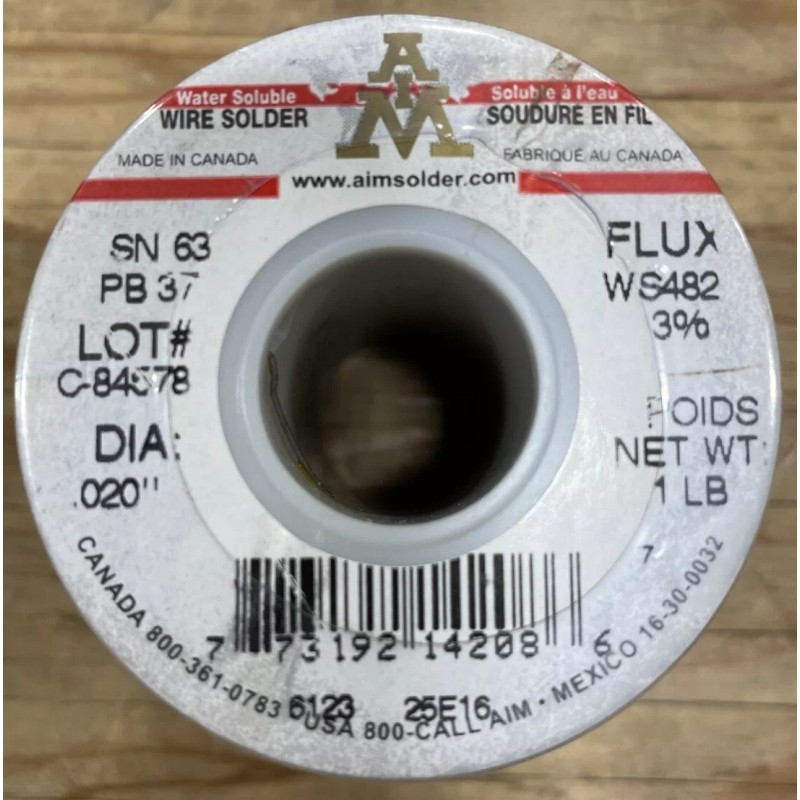 AIM
Water Soluble
WIRE SOLDER
MADE IN CANADA
Soluble à l'eau
SOUDURE EN FIL
FABRIQUÉ AU CANADA
www.aimsolder.com
SN 63
PB 37
LOT#
DIA:
.020"
FLUX
WS482
3%
OIDS
NET WT:
1 LB
7
7 73192 14208 6
6123 25E16
CANADA 800-361-0783 USA 800-CALL AIM • MEXICO 16-30-0032